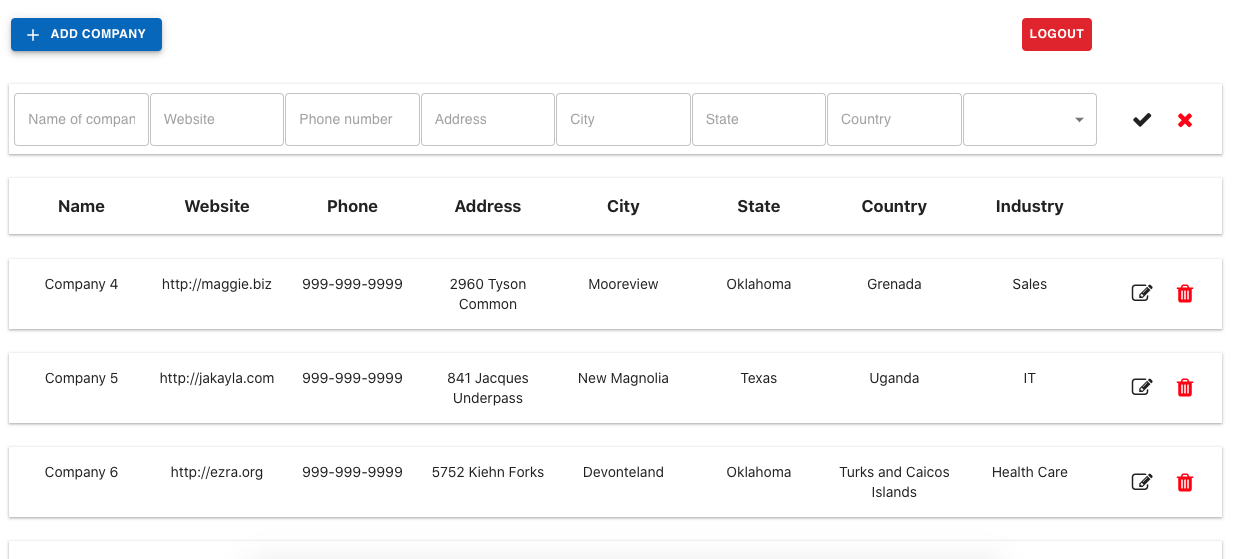 ADD COMPANY LOGOUT
Name of compan Website Phone number Address City State Country
Name Website Phone Address City State Country Industry
Company 4 http://maggie.biz 999-999-9999 2960 Tyson Mooreview Oklahoma Grenada Sales
Common
Company 5 http://jakayla.com 999-999-9999 841 Jacques New Magnolia Texas Uganda IT
Underpass
Company 6 http://ezra.org 999-999-9999 5752 Kiehn Forks Devonteland Oklahoma Turks and Caicos Health Care
Islands